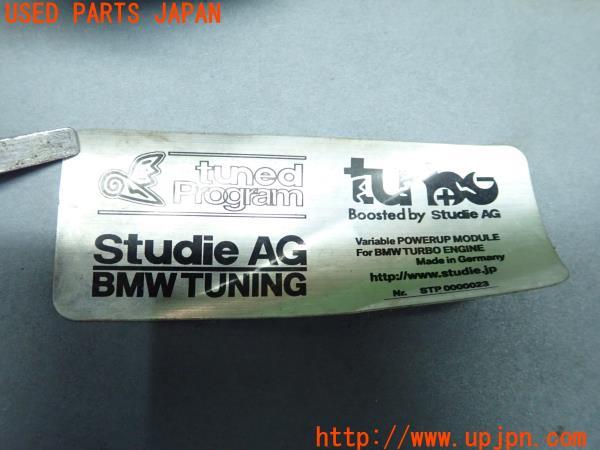 USED PARTS JAPAN
tuned
Program
Studie AG
BMW TUNING
Boosted by Studie AG
Variable POWERUP MODULE
For BMW TURBO ENGINE
Made in Germany
http://www.studie.jp
Nr. STP 0000023
http://www.upjpn.com